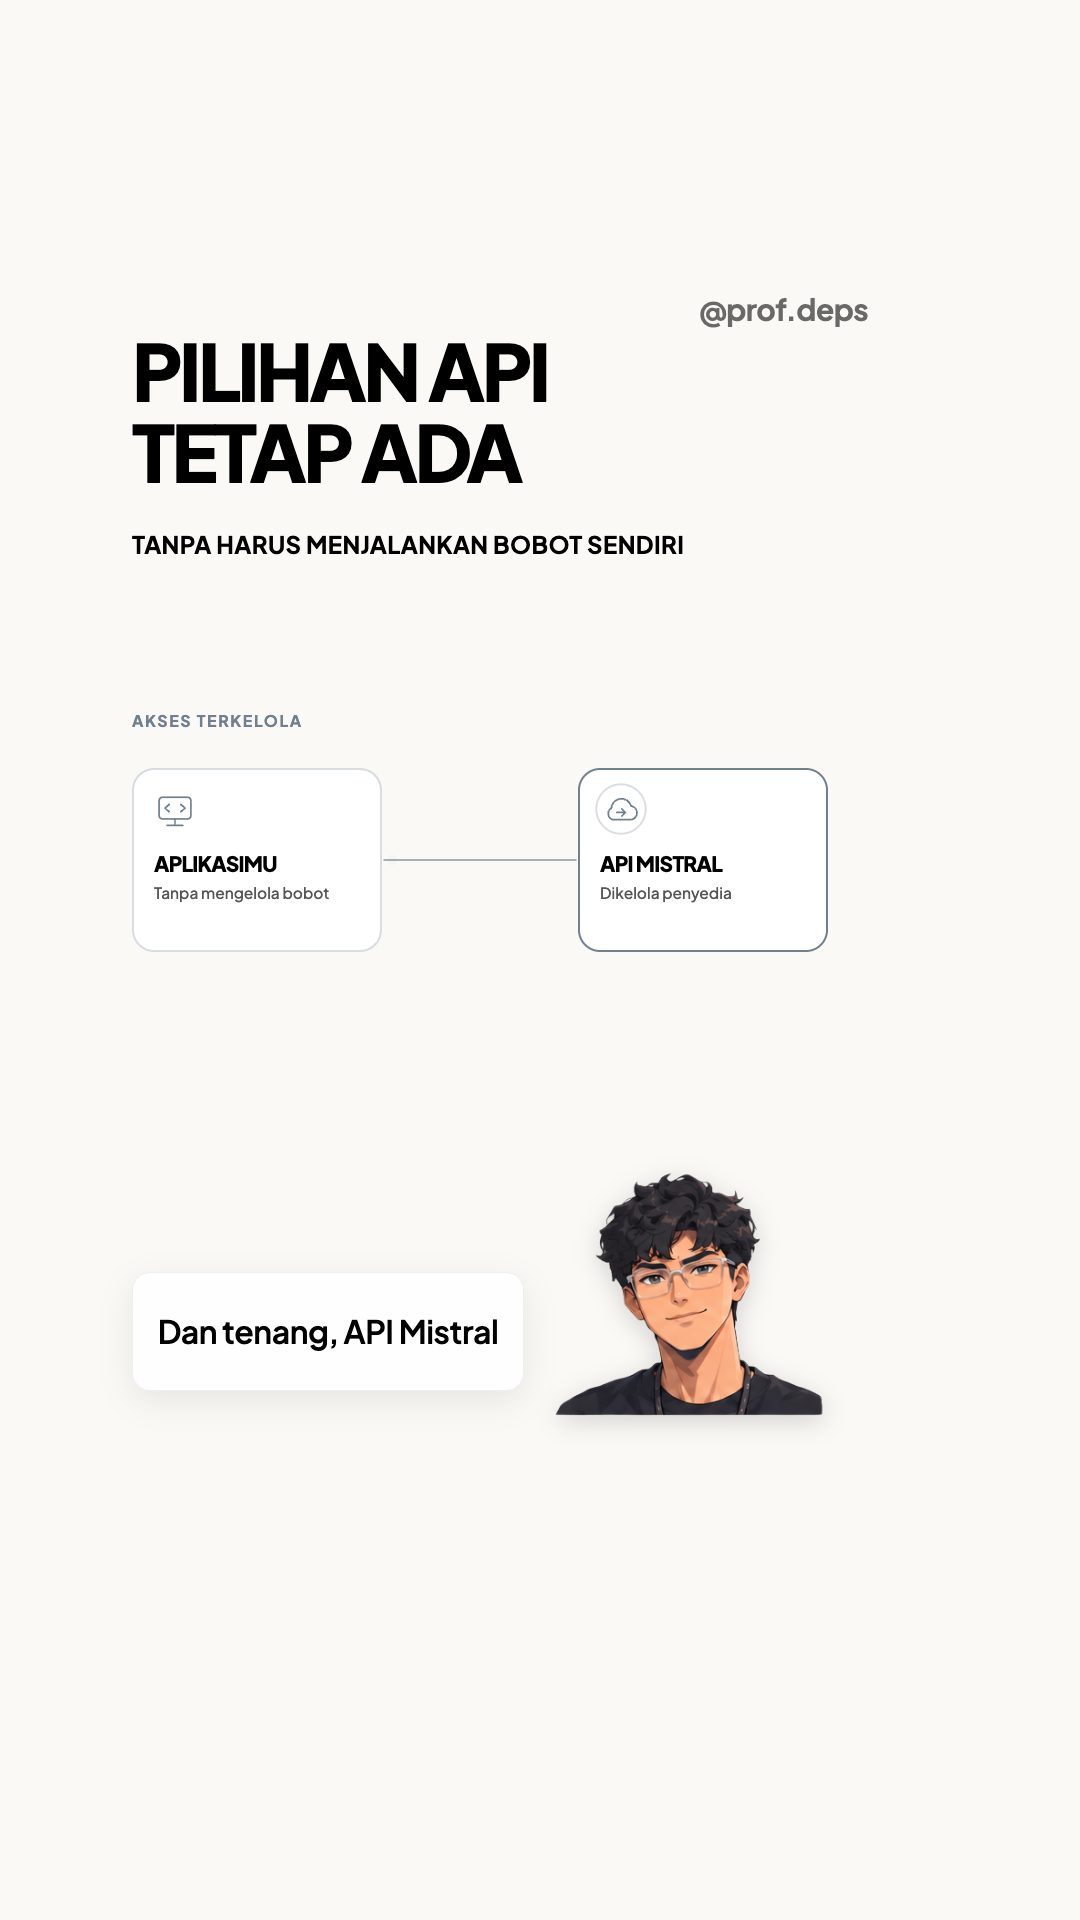 @prof.deps
PILIHAN API
TETAP ADA
TANPA HARUS MENJALANKAN BOBOT SENDIRI
AKSES TERKELOLA
APLIKASIMU
Tanpa mengelola bobot
API MISTRAL
Dikelola penyedia
Dan tenang, API Mistral